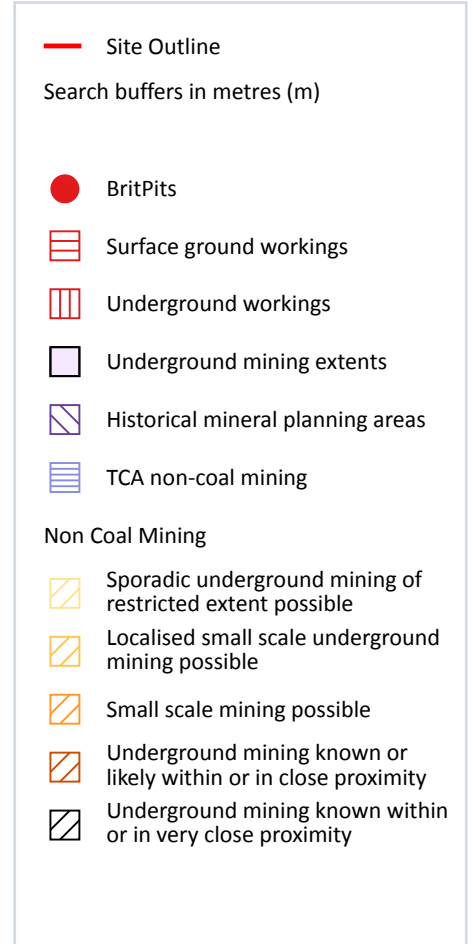 Site Outline
Search buffers in metres (m)
BritPits
Surface ground workings
Underground workings
Underground mining extents
Historical mineral planning areas
TCA non-coal mining
Non Coal Mining
Sporadic underground mining of
restricted extent possible
Localised small scale underground
mining possible
Small scale mining possible
Underground mining known or
likely within or in close proximity
Underground mining known within
or in very close proximity